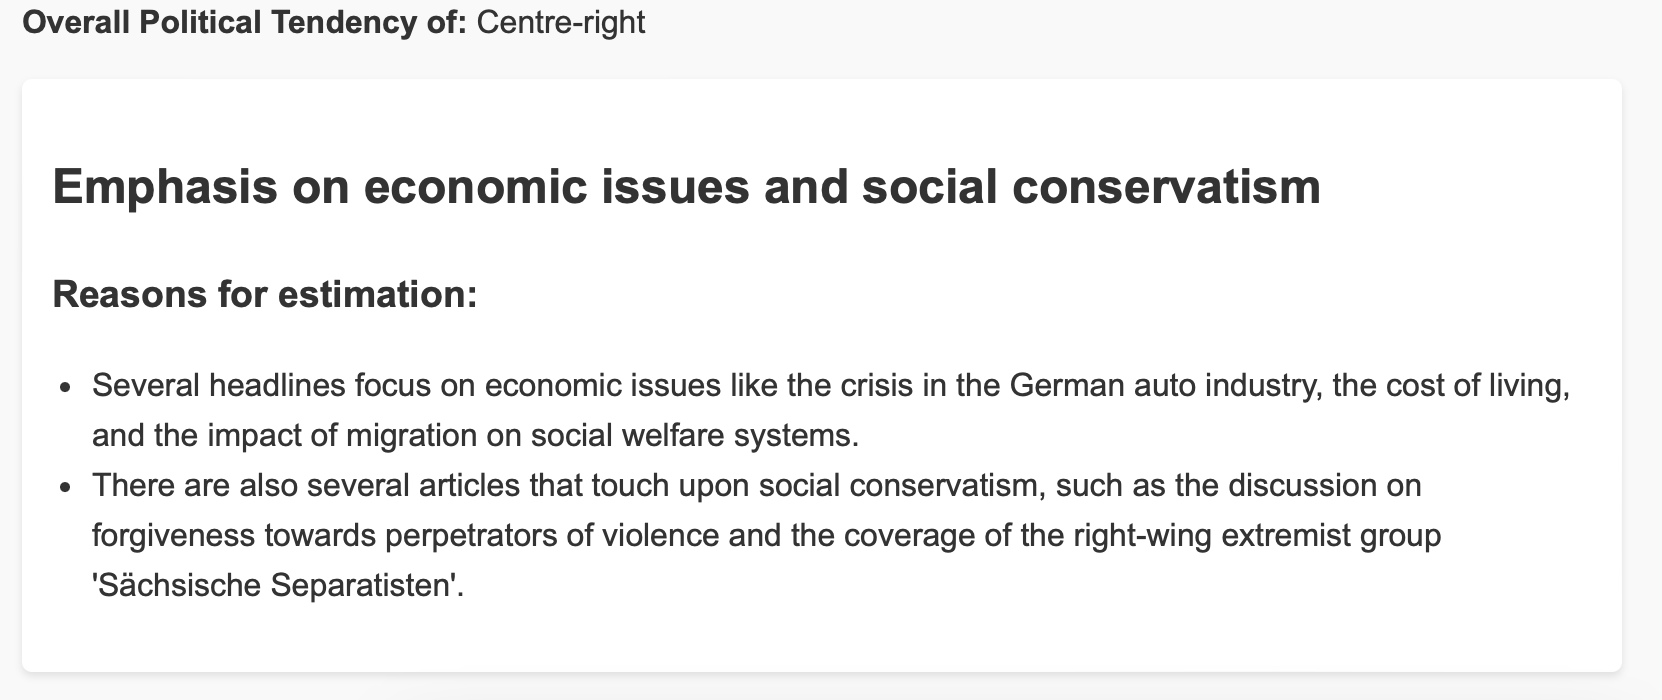 Overall Political Tendency of: Centre-right
Emphasis on economic issues and social conservatism
Reasons for estimation:
• Several headlines focus on economic issues like the crisis in the German auto industry, the cost of living,
and the impact of migration on social welfare systems.
• There are also several articles that touch upon social conservatism, such as the discussion on
forgiveness towards perpetrators of violence and the coverage of the right-wing extremist group
'Sächsische Separatisten'.